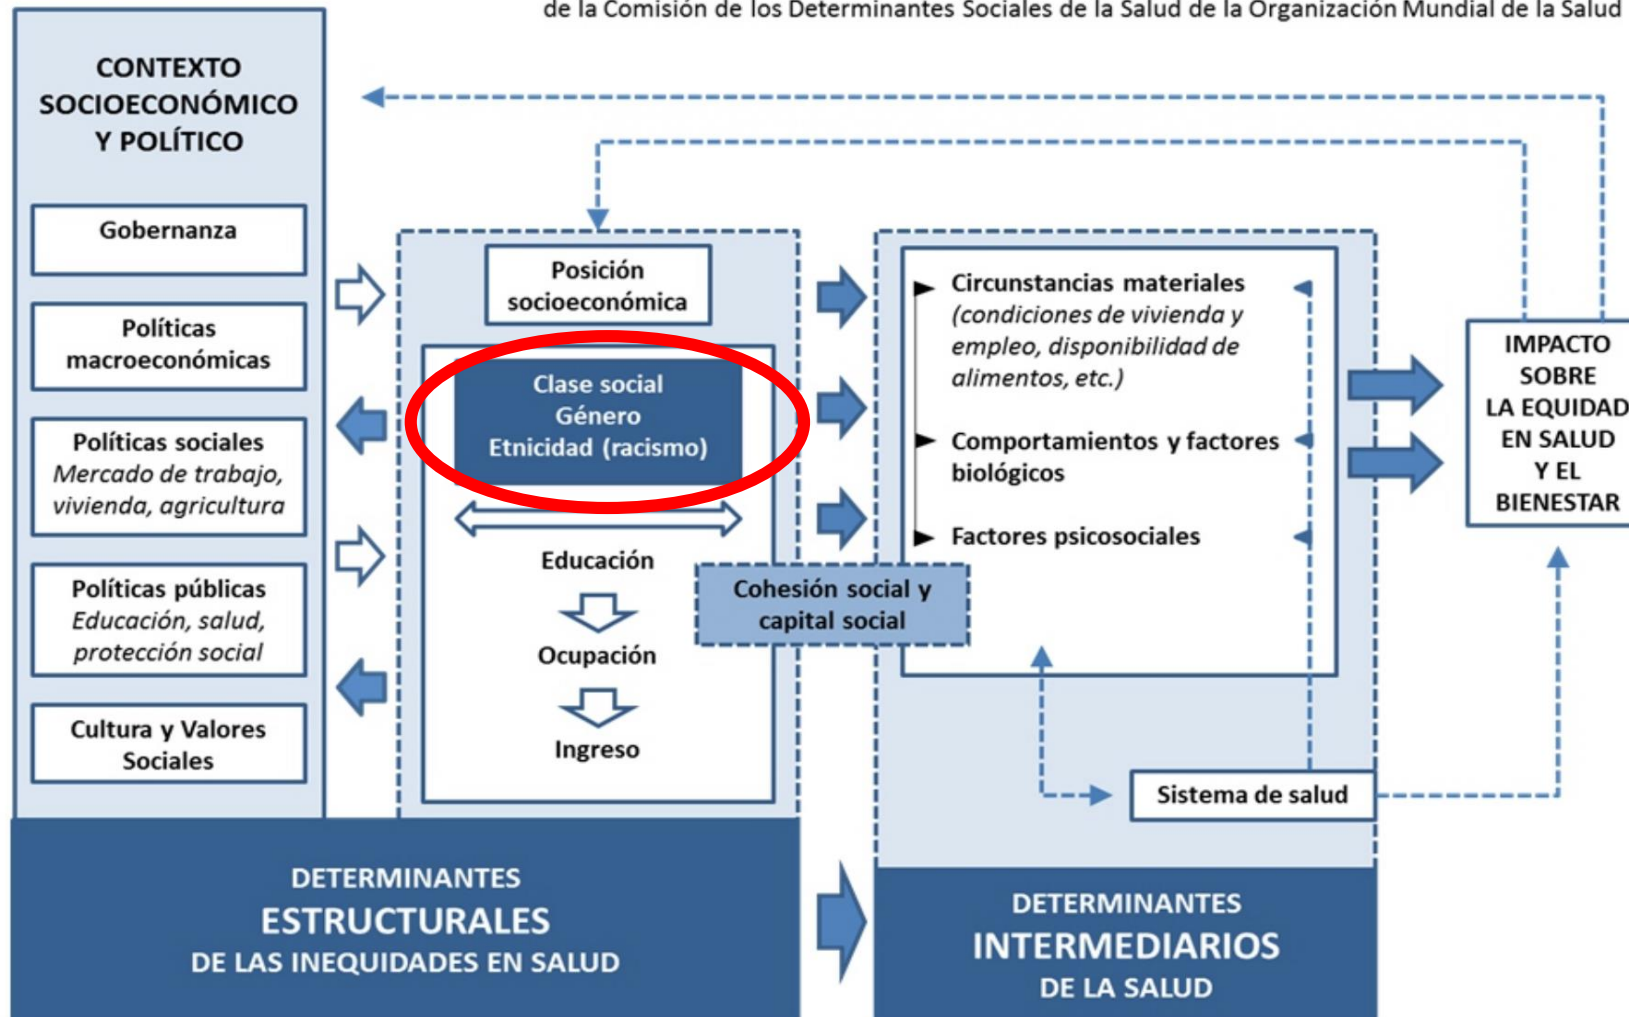 de la Comisión de los Determinantes Sociales de la Salud de la Organización Mundial de la Salud
CONTEXTO
SOCIOECONÓMICO
Y POLÍTICO
Gobernanza
Políticas
macroeconómicas
Políticas sociales
Mercado de trabajo,
vivienda, agricultura
Políticas públicas
Educación, salud,
protección social
Cultura y Valores
Sociales
Posición
socioeconómica
Clase social
Género
Etnicidad (racismo)
Educación
Ocupación
Ingreso
Cohesión social y
capital social
Circunstancias materiales
(condiciones de vivienda y
empleo, disponibilidad de
alimentos, etc.)
Comportamientos y factores
biológicos
Factores psicosociales
Sistema de salud
IMPACTO
SOBRE
LA EQUIDAD
EN SALUD
Y EL
BIENESTAR
DETERMINANTES
ESTRUCTURALES
DE LAS INEQUIDADES EN SALUD
DETERMINANTES
INTERMEDIARIOS
DE LA SALUD